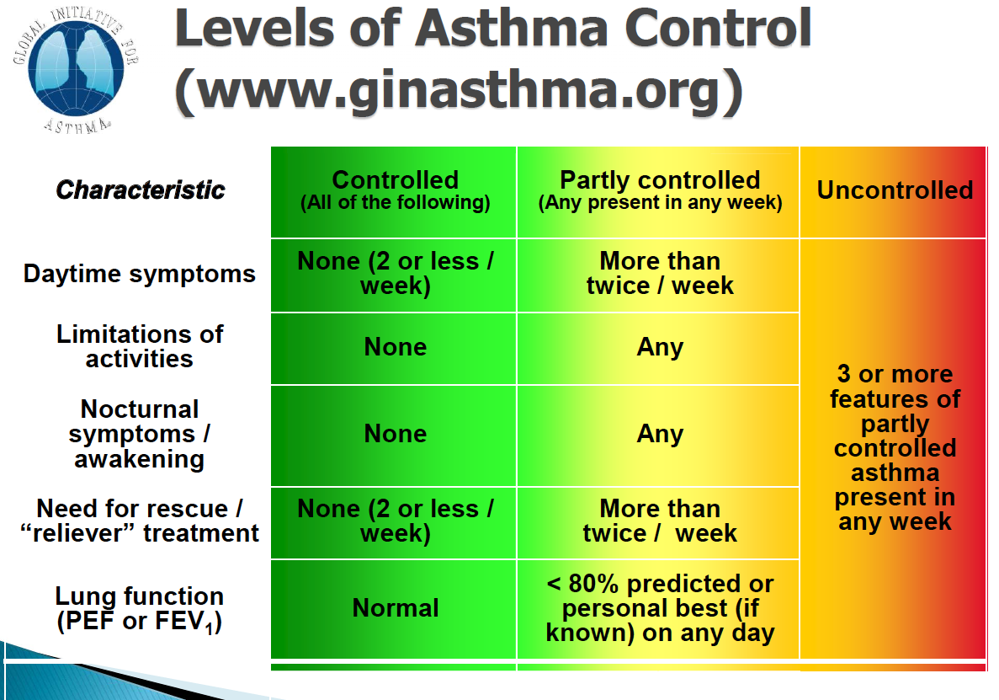 GLOBAL INITIATIVE FOR
ASTHMA
Levels of Asthma Control
(www.ginasthma.org)
Characteristic
Controlled
(All of the following)
Partly controlled
(Any present in any week)
Uncontrolled
Daytime symptoms
None (2 or less /
week)
More than
twice / week
Limitations of
activities
None
Any
Nocturnal
symptoms /
awakening
None
Any
Need for rescue /
“reliever” treatment
None (2 or less /
week)
More than
twice / week
Lung function
(PEF or FEV1)
Normal
< 80% predicted or
personal best (if
known) on any day
3 or more
features of
partly
controlled
asthma
present in
any week